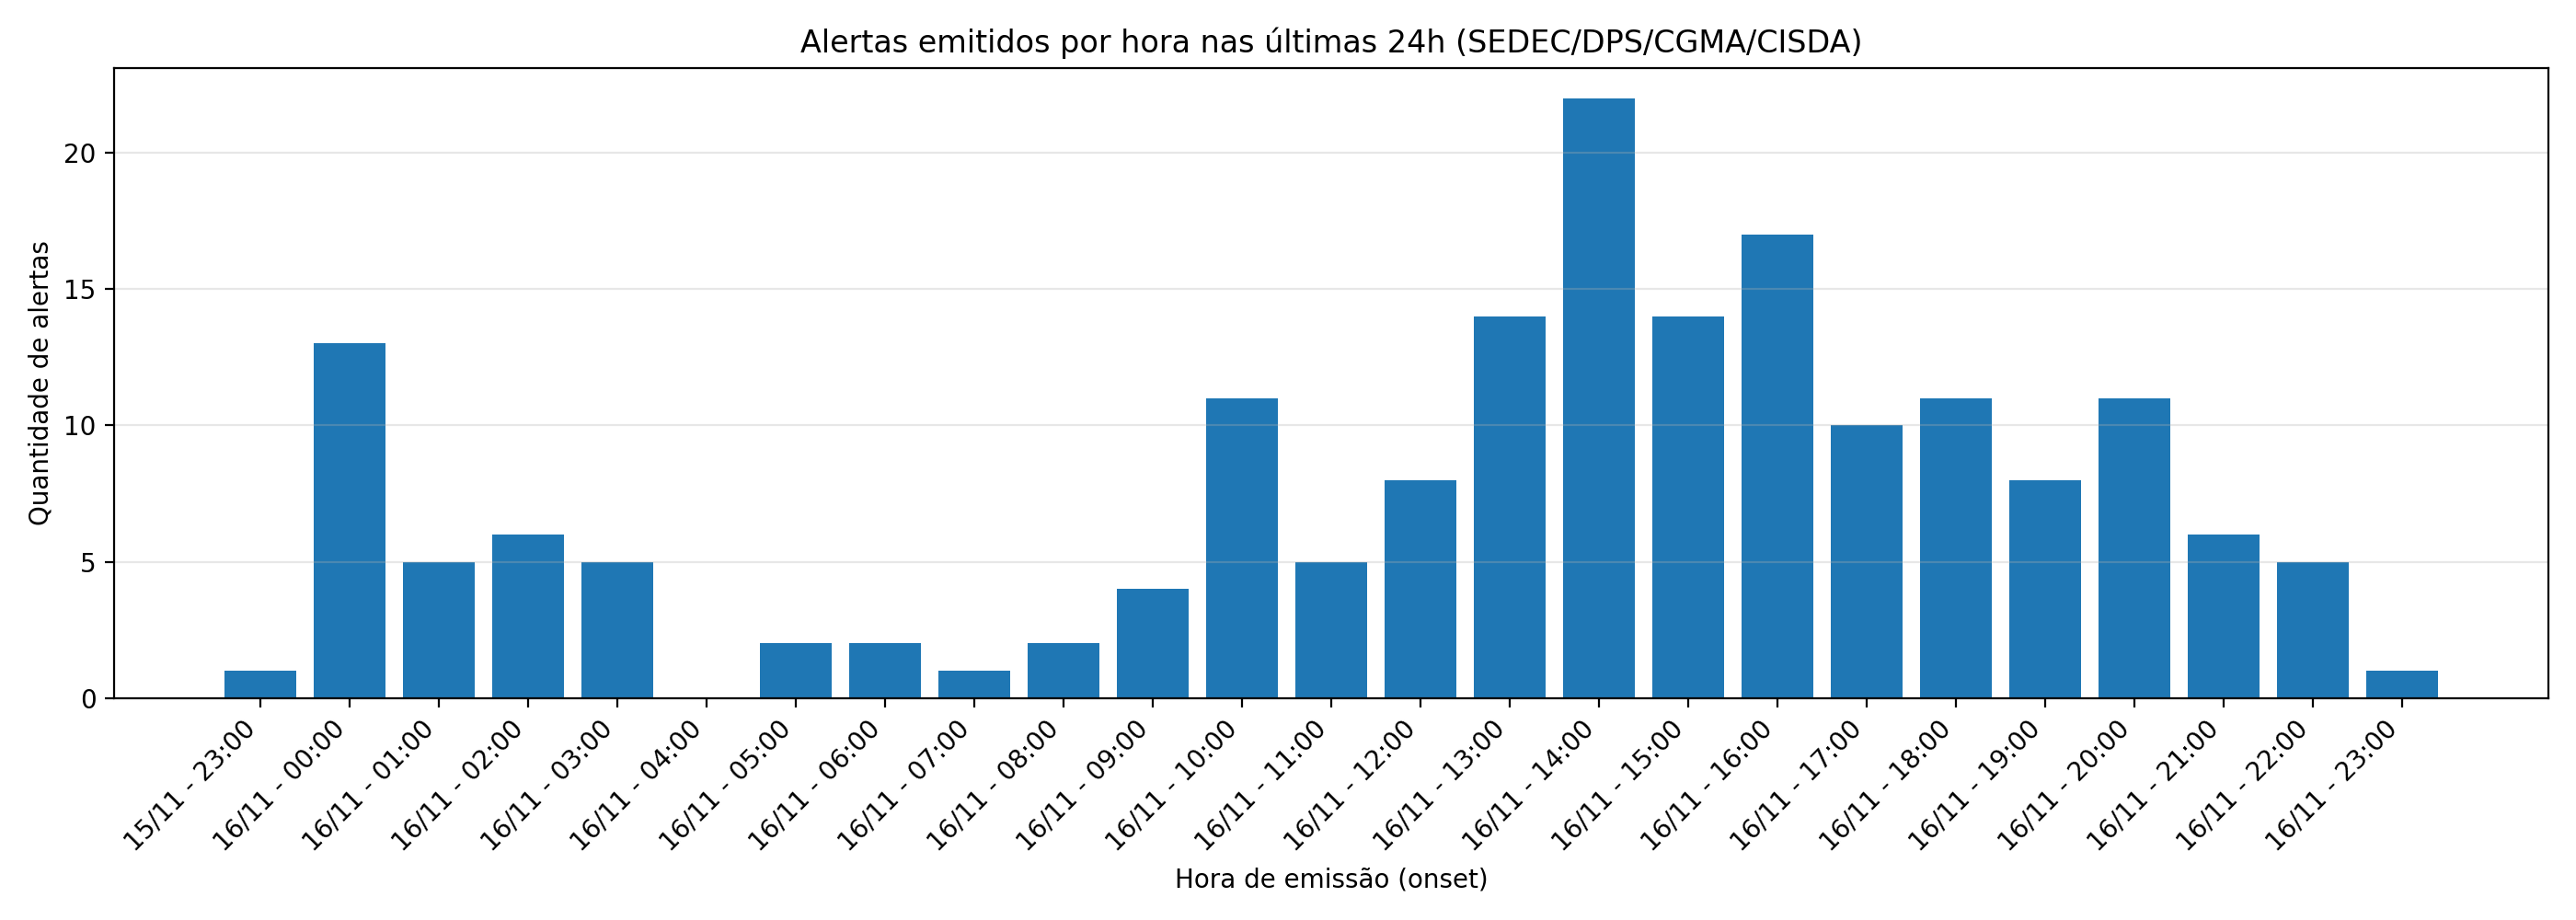 Alertas emitidos por hora nas últimas 24h (SEDEC/DPS/CGMA/CISDA)
Quantidade de alertas
20
15
10
5
0
15/11 - 23:00
16/11 - 00:00
16/11 - 01:00
16/11 - 02:00
16/11 - 03:00
16/11 - 04:00
16/11 - 05:00
16/11 - 06:00
16/11 - 07:00
16/11 - 08:00
16/11 - 09:00
16/11 - 10:00
16/11 - 11:00
16/11 - 12:00
16/11 - 13:00
16/11 - 14:00
16/11 - 15:00
16/11 - 16:00
16/11 - 17:00
16/11 - 18:00
16/11 - 19:00
16/11 - 20:00
16/11 - 21:00
16/11 - 22:00
16/11 - 23:00
Hora de emissão (onset)